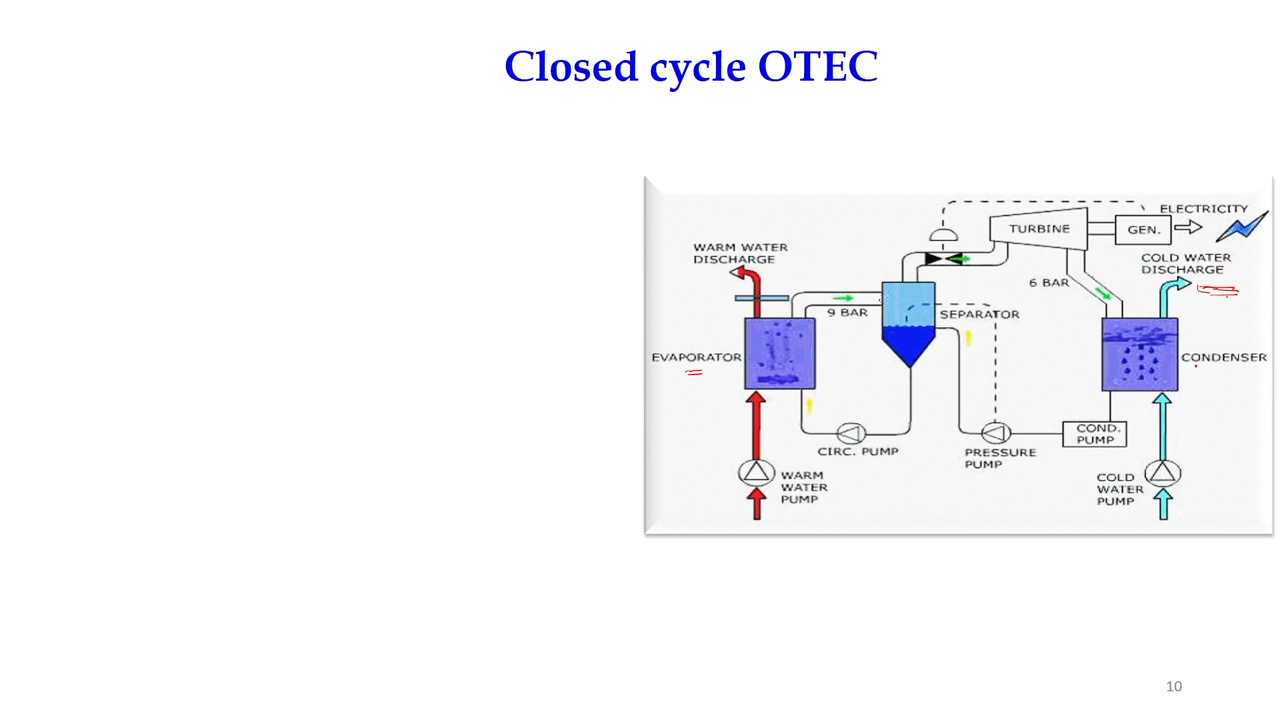 Closed cycle OTEC
ELECTRICITY
TURBINE
GEN.
WARM WATER
DISCHARGE
COLD WATER
DISCHARGE
6 BAR
9 BAR
SEPARATOR
EVAPORATOR
CONDENSER
COND.
PUMP
CIRC. PUMP
PRESSURE
PUMP
WARM
WATER
PUMP
COLD
WATER
PUMP
10